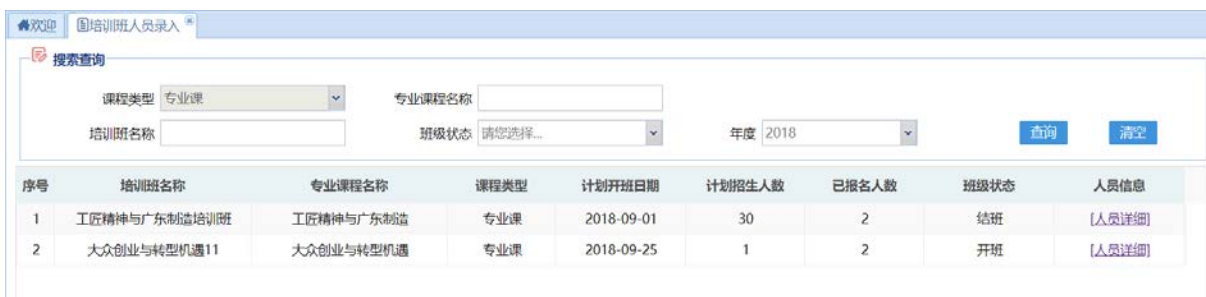 欢迎 培训班人员录入
搜索查询
课程类型 专业课 专业课程名称
培训班名称 班级状态 请您选择... 年度 2018 查询 清空
序号 培训班名称 专业课程名称 课程类型 计划开班日期 计划招生人数 已报名人数 班级状态 人员信息
1 工匠精神与广东制造培训班 工匠精神与广东制造 专业课 2018-09-01 30 2 结班 [人员详细]
2 大众创业与转型机遇11 大众创业与转型机遇 专业课 2018-09-25 1 2 开班 [人员详细]